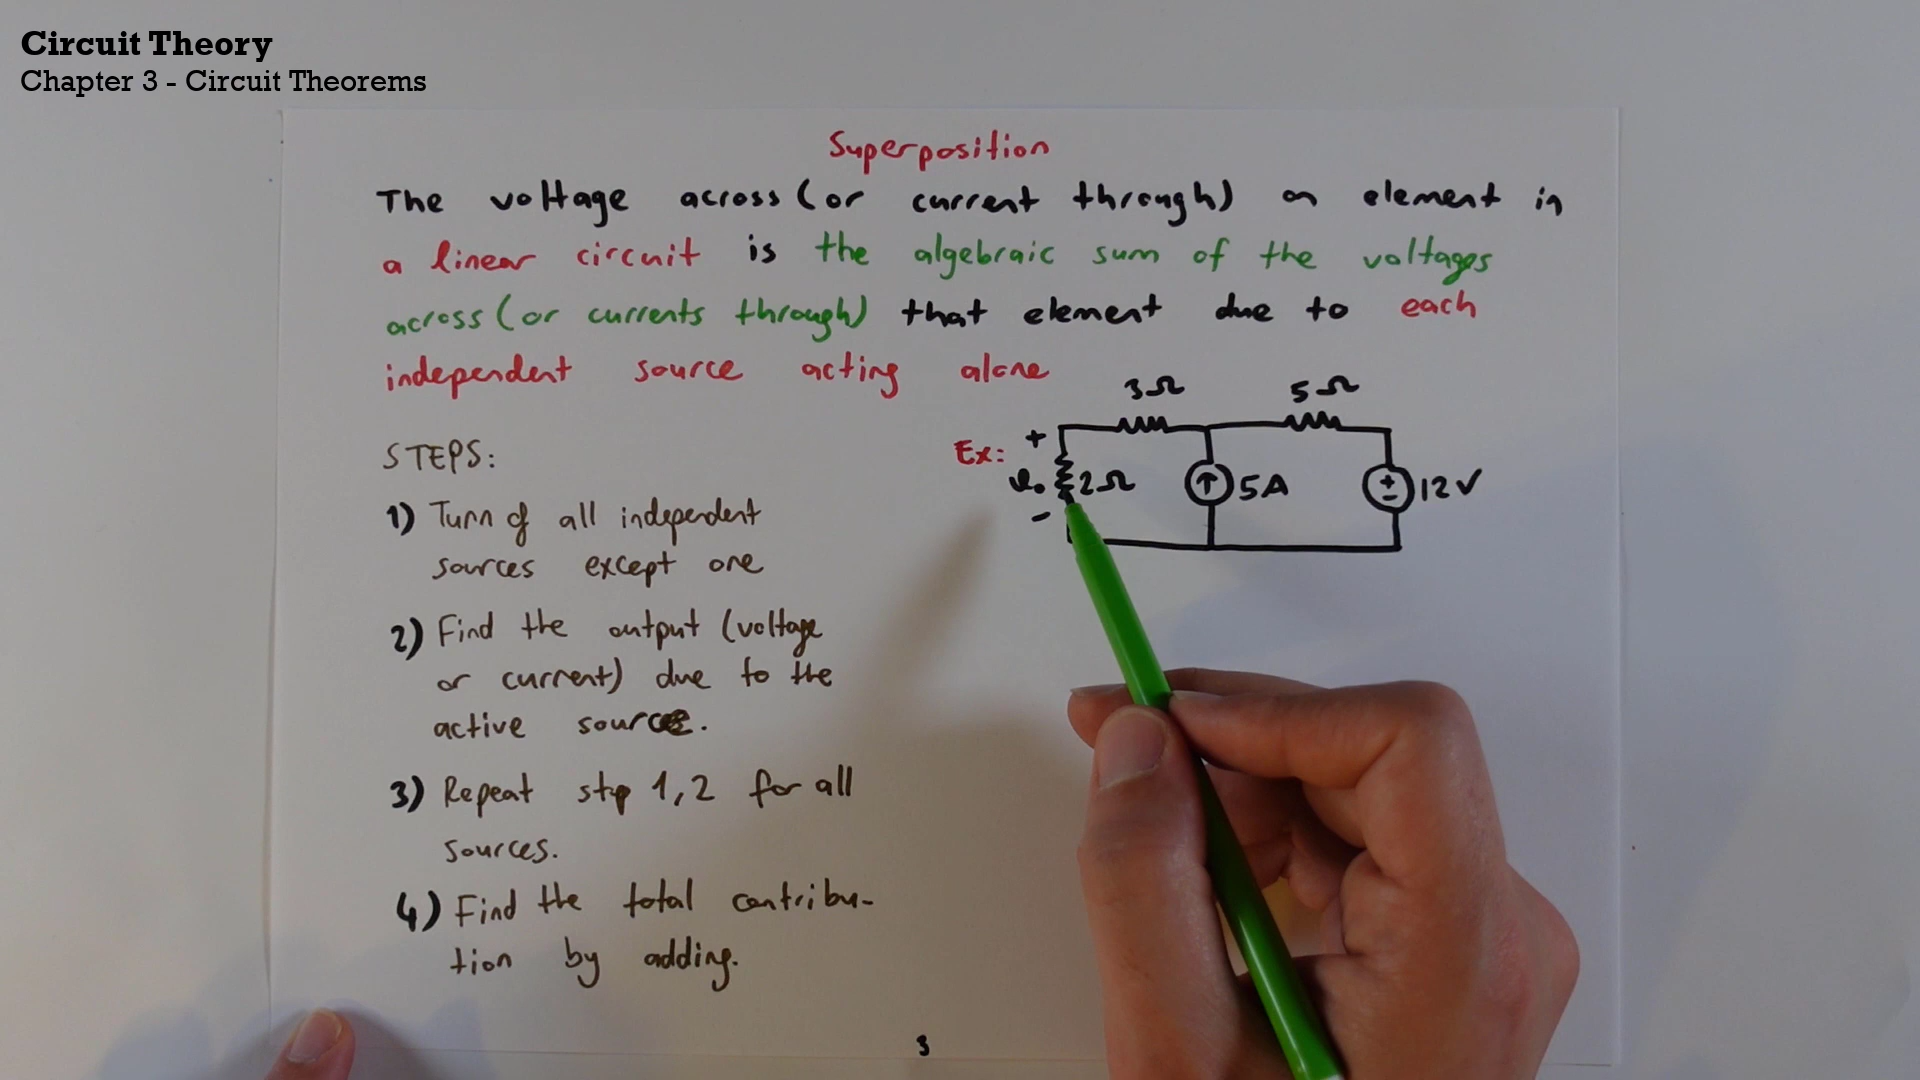 Circuit Theory
Chapter 3 - Circuit Theorems
Superposition
The voltage across (or current through) an element in
a linear circuit is the algebraic sum of the voltages
across (or currents through) that element due to each
independent source acting alone
3Ω 5Ω
STEPS:
Ex:
+
v₀ 2Ω
-
5A
+
-
12V
1) Turn of all independent
sources except one
2) Find the output (voltage
or current) due to the
active source.
3) Repeat step 1,2 for all
sources.
4) Find the total contribu-
tion by adding.
3